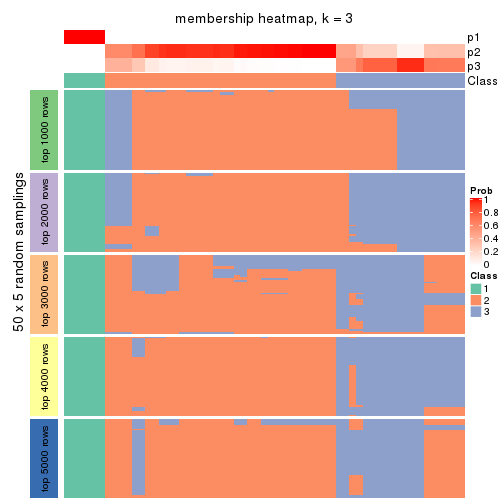 membership heatmap, k = 3
p1
p2
p3
Class
50 x 5 random samplings
top 1000 rows
top 2000 rows
top 3000 rows
top 4000 rows
top 5000 rows
Prob
1
0.8
0.6
0.4
0.2
0
Class
1
2
3